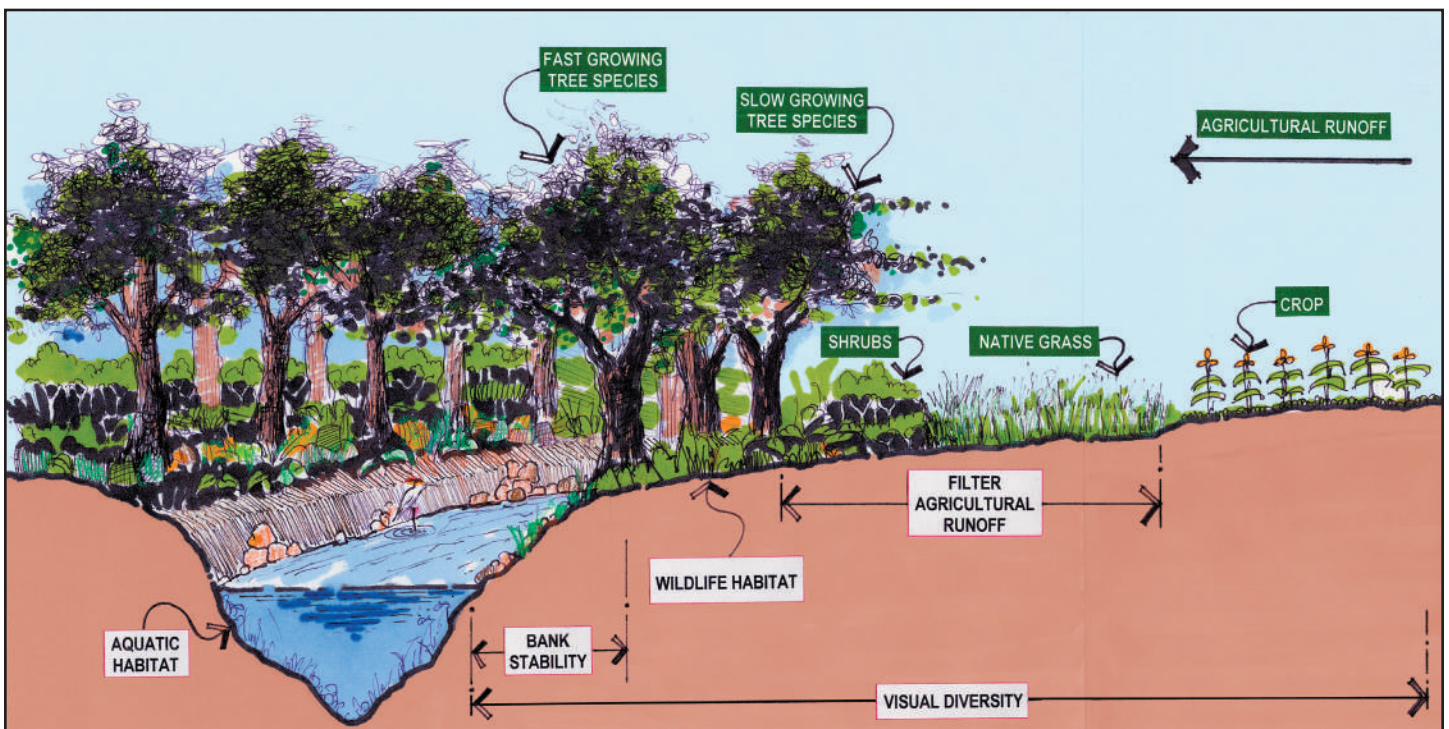 FAST GROWING
TREE SPECIES
SLOW GROWING
TREE SPECIES
AGRICULTURAL RUNOFF
CROP
SHRUBS
NATIVE GRASS
FILTER
AGRICULTURAL
RUNOFF
WILDLIFE HABITAT
AQUATIC
HABITAT
BANK
STABILITY
VISUAL DIVERSITY